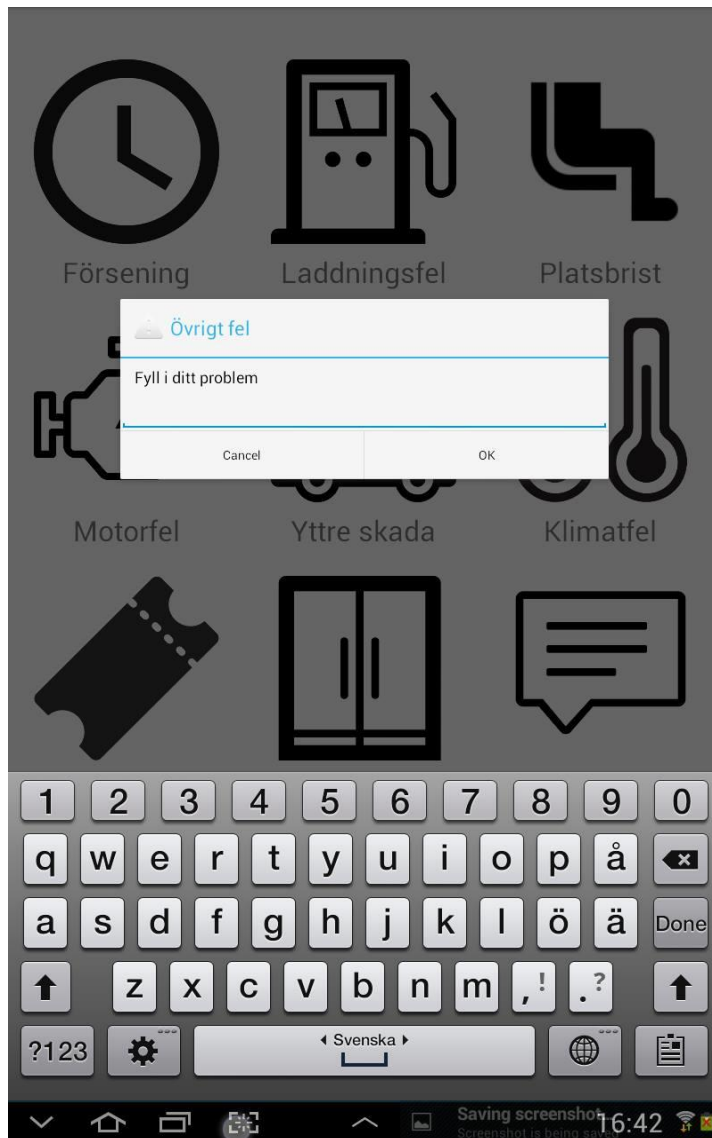 Försening Laddningsfel Platsbrist
Övrigt fel
Fyll i ditt problem
Cancel OK
Motorfel Yttre skada Klimatfel
1 2 3 4 5 6 7 8 9 0
q w e r t y u i o p å
a s d f g h j k l ö ä Done
z x c v b n m , ! . ?
?123 Svenska
Saving screenshot... 16:42
Screenshot is being saved